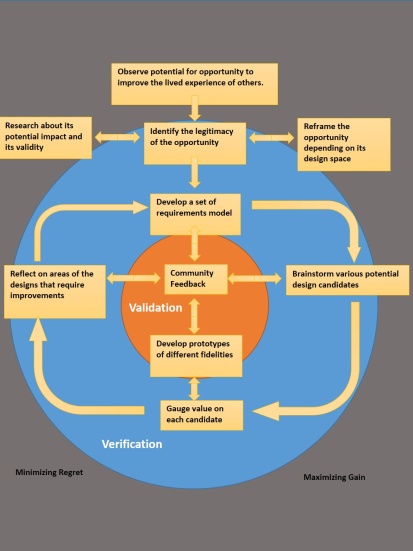 Observe potential for opportunity to
improve the lived experience of others.
Research about its
potential impact and
its validity
Identify the legitimacy
of the opportunity
Reframe the
opportunity
depending on its
design space
Develop a set of
requirements model
Reflect on areas of the
designs that require
improvements
Community
Feedback
Brainstorm various potential
design candidates
Validation
Develop prototypes
of different fidelities
Gauge value on
each candidate
Verification
Minimizing Regret
Maximizing Gain